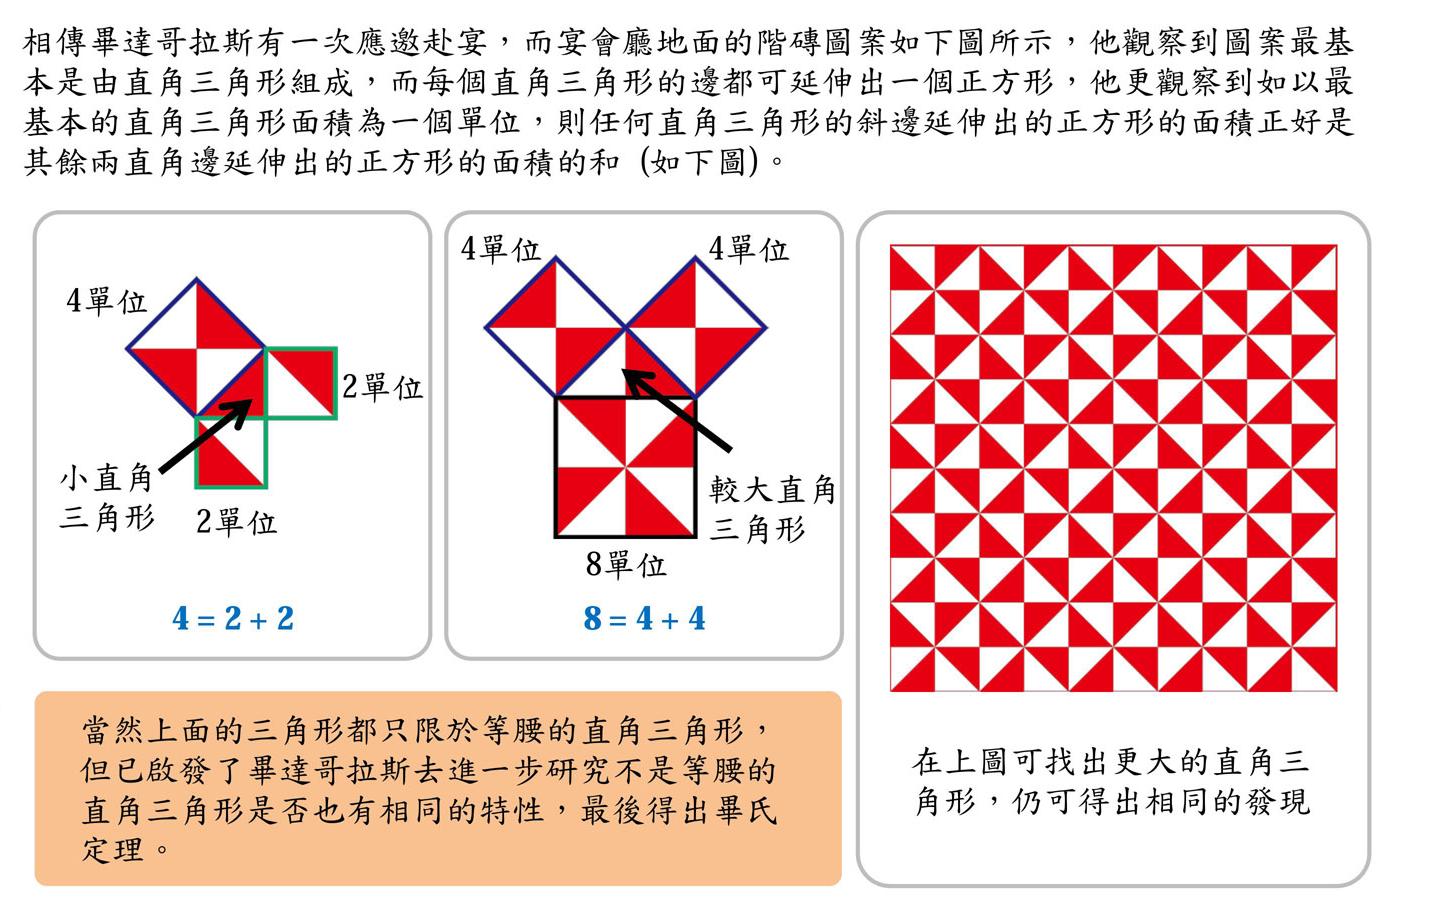 相傳畢達哥拉斯有一次應邀赴宴，而宴會廳地面的階磚圖案如下圖所示，他觀察到圖案最基
本是由直角三角形組成，而每個直角三角形的邊都可延伸出一個正方形，他更觀察到如以最
基本的直角三角形面積為一個單位，則任何直角三角形的斜邊延伸出的正方形的面積正好是
其餘兩直角邊延伸出的正方形的面積的和 (如下圖)。
4單位
2單位
小直角
三角形
2單位
4 = 2 + 2
4單位
4單位
較大直角
三角形
8單位
8 = 4 + 4
在上圖可找出更大的直角三
角形，仍可得出相同的發現
當然上面的三角形都只限於等腰的直角三角形，
但已啟發了畢達哥拉斯去進一步研究不是等腰的
直角三角形是否也有相同的特性，最後得出畢氏
定理。